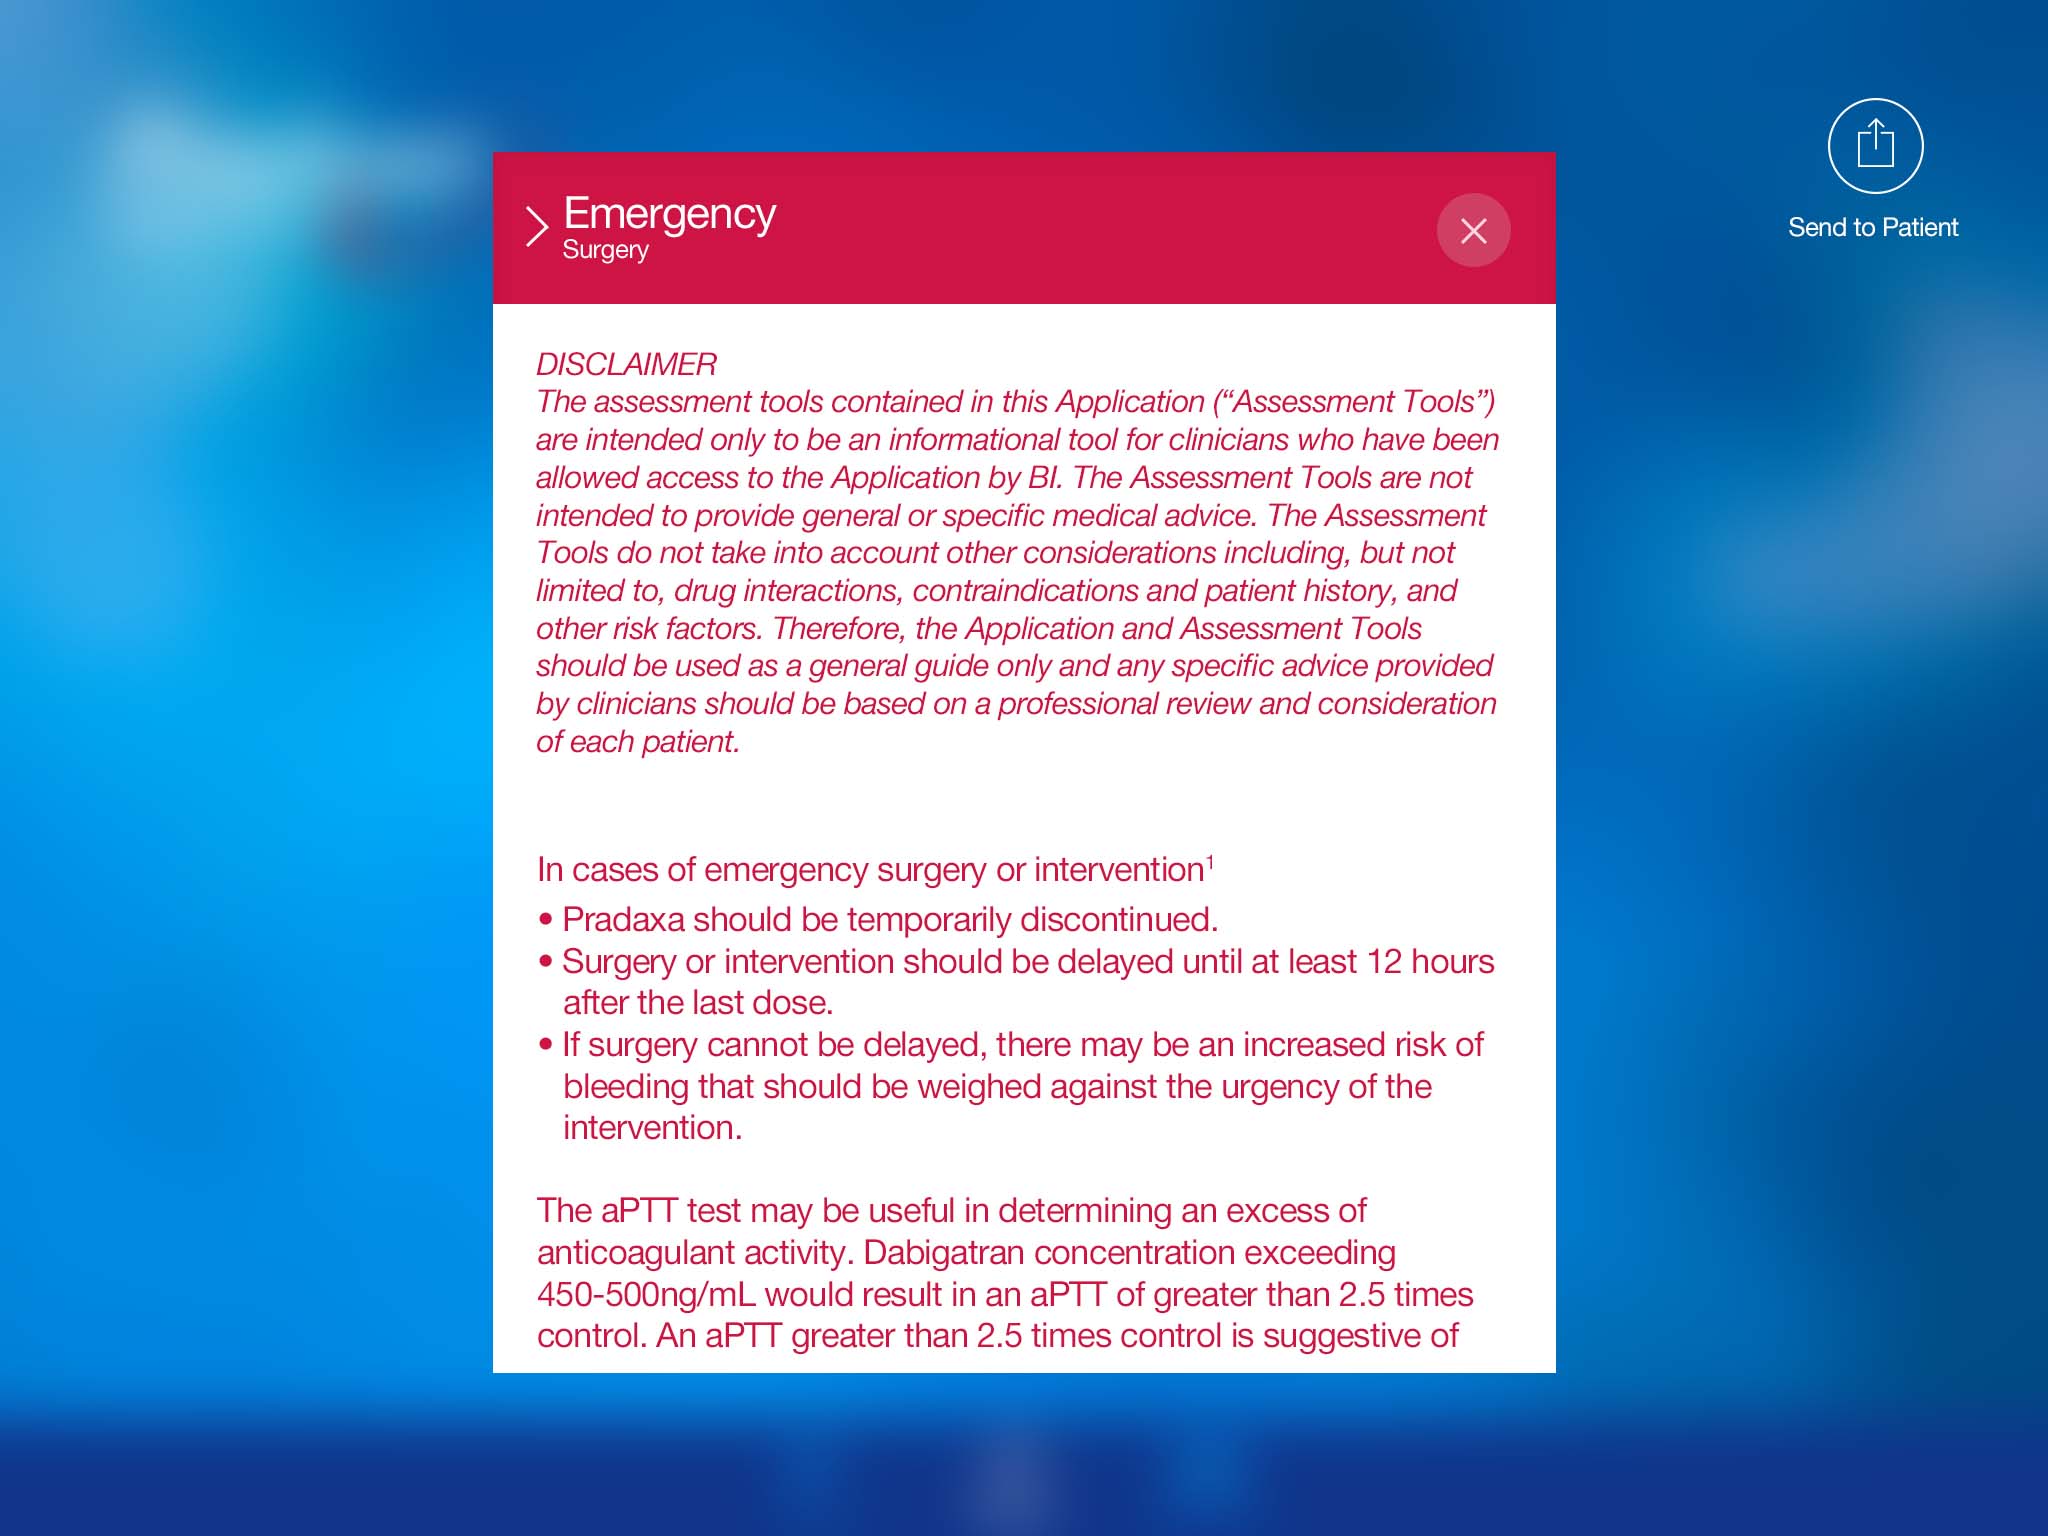 Send to Patient
Emergency
Surgery
DISCLAIMER
The assessment tools contained in this Application (“Assessment Tools”)
are intended only to be an informational tool for clinicians who have been
allowed access to the Application by BI. The Assessment Tools are not
intended to provide general or specific medical advice. The Assessment
Tools do not take into account other considerations including, but not
limited to, drug interactions, contraindications and patient history, and
other risk factors. Therefore, the Application and Assessment Tools
should be used as a general guide only and any specific advice provided
by clinicians should be based on a professional review and consideration
of each patient.
In cases of emergency surgery or intervention¹
• Pradaxa should be temporarily discontinued.
• Surgery or intervention should be delayed until at least 12 hours
after the last dose.
• If surgery cannot be delayed, there may be an increased risk of
bleeding that should be weighed against the urgency of the
intervention.
The aPTT test may be useful in determining an excess of
anticoagulant activity. Dabigatran concentration exceeding
450-500ng/mL would result in an aPTT of greater than 2.5 times
control. An aPTT greater than 2.5 times control is suggestive of